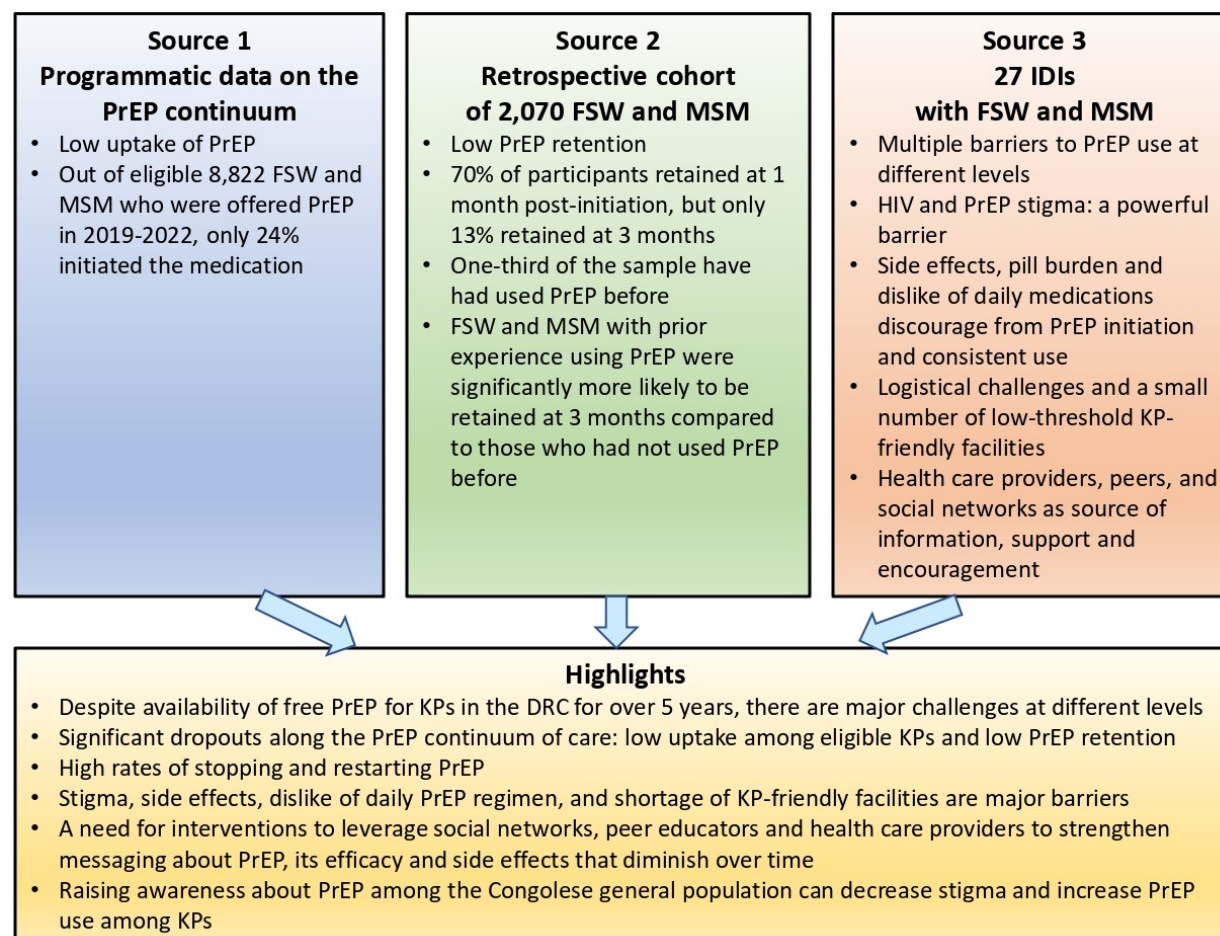 Source 1
Programmatic data on the
PrEP continuum
• Low uptake of PrEP
• Out of eligible 8,822 FSW and
MSM who were offered PrEP
in 2019-2022, only 24%
initiated the medication
Source 2
Retrospective cohort
of 2,070 FSW and MSM
• Low PrEP retention
• 70% of participants retained at 1
month post-initiation, but only
13% retained at 3 months
• One-third of the sample have
had used PrEP before
• FSW and MSM with prior
experience using PrEP were
significantly more likely to be
retained at 3 months compared
to those who had not used PrEP
before
Source 3
27 IDIs
with FSW and MSM
• Multiple barriers to PrEP use at
different levels
• HIV and PrEP stigma: a powerful
barrier
• Side effects, pill burden and
dislike of daily medications
discourage from PrEP initiation
and consistent use
• Logistical challenges and a small
number of low-threshold KP-
friendly facilities
• Health care providers, peers, and
social networks as source of
information, support and
encouragement
Highlights
• Despite availability of free PrEP for KPs in the DRC for over 5 years, there are major challenges at different levels
• Significant dropouts along the PrEP continuum of care: low uptake among eligible KPs and low PrEP retention
• High rates of stopping and restarting PrEP
• Stigma, side effects, dislike of daily PrEP regimen, and shortage of KP-friendly facilities are major barriers
• A need for interventions to leverage social networks, peer educators and health care providers to strengthen
messaging about PrEP, its efficacy and side effects that diminish over time
• Raising awareness about PrEP among the Congolese general population can decrease stigma and increase PrEP
use among KPs